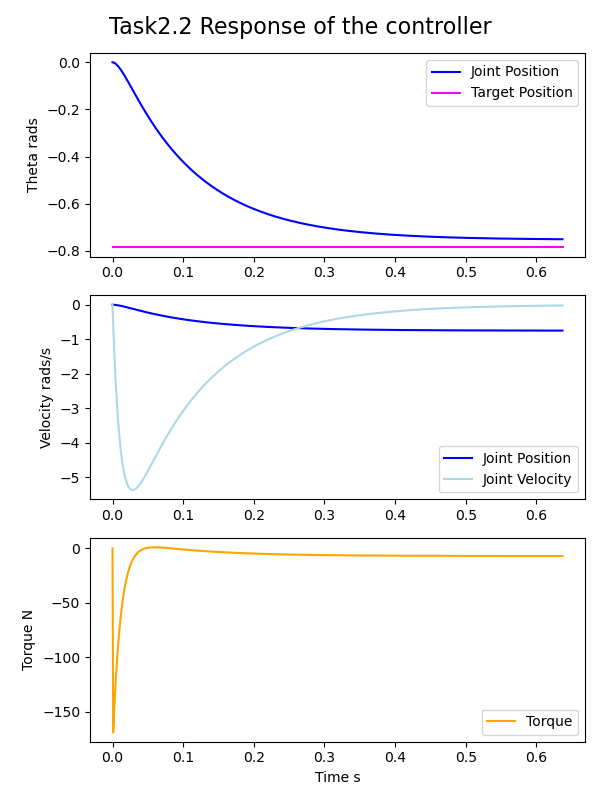 Task2.2 Response of the controller
0.0
−0.2
−0.4
−0.6
−0.8
Theta rads
Joint Position
Target Position
0.0 0.1 0.2 0.3 0.4 0.5 0.6
0
−1
−2
−3
−4
−5
Velocity rads/s
Joint Position
Joint Velocity
0.0 0.1 0.2 0.3 0.4 0.5 0.6
0
−50
−100
−150
Torque N
Torque
0.0 0.1 0.2 0.3 0.4 0.5 0.6
Time s